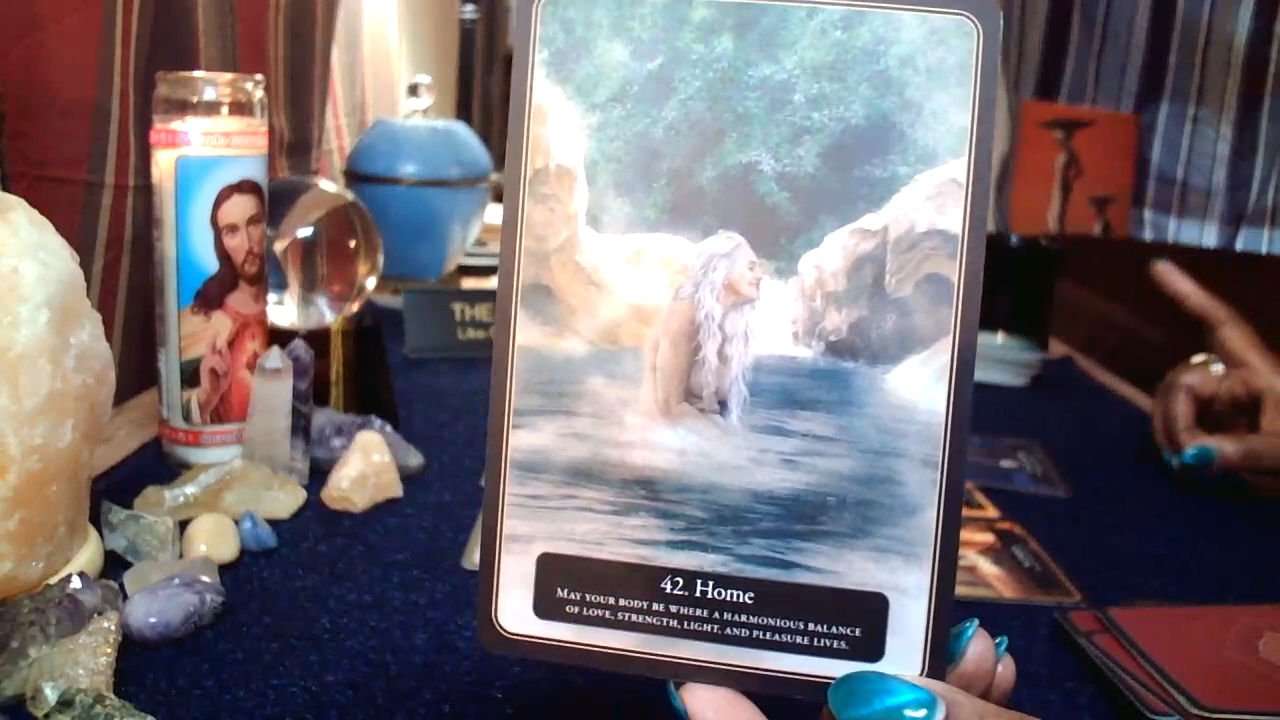 THE
42. Home
MAY YOUR BODY BE WHERE A HARMONIOUS BALANCE
OF LOVE, STRENGTH, LIGHT, AND PLEASURE LIVES.